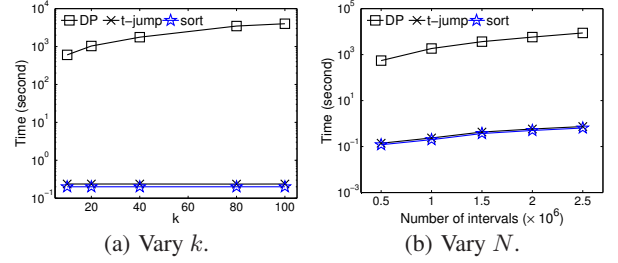 DP t-jump sort
Time (second)
10^4
10^3
10^2
10^1
10^0
10^-1
20 40 60 80 100
k
(a) Vary k.
DP t-jump sort
Time (second)
10^5
10^3
10^1
10^-1
10^-3
0.5 1 1.5 2 2.5
Number of intervals (× 10^6)
(b) Vary N.